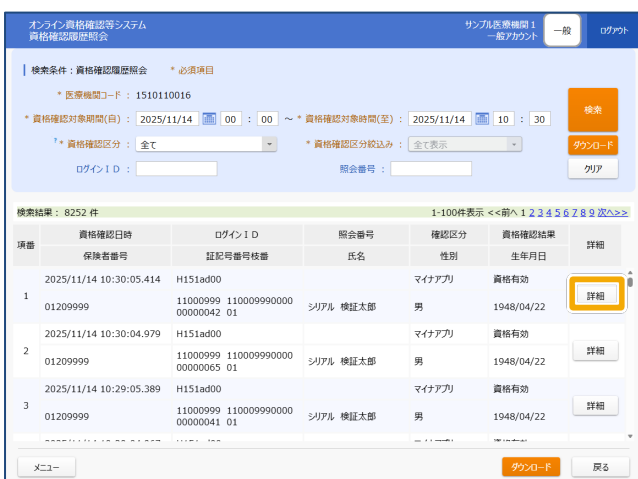 オンライン資格確認等システム
資格確認履歴照会
サンプル医療機関1
一般アカウント
一般
ログアウト
検索条件：資格確認履歴照会 * 必須項目
* 医療機関コード : 1510110016
* 資格確認対象期間(自) : 2025/11/14 00 : 00 ～ * 資格確認対象時間(至) : 2025/11/14 10 : 30
検索
?* 資格確認区分 : 全て * 資格確認区分絞込み : 全て表示
ダウンロード
ログインＩＤ : 照会番号 :
クリア
検索結果： 8252 件 1-100件表示 <<前へ 1 2 3 4 5 6 7 8 9 次へ>>
項番 資格確認日時 ログインＩＤ 照会番号 確認区分 資格確認結果 詳細
保険者番号 証記号番号枝番 氏名 性別 生年月日
2025/11/14 10:30:05.414 H151ad00 マイナアプリ 資格有効
1 詳細
01209999 11000999 110009990000 00000042 01 シリアル 検証太郎 男 1948/04/22
2025/11/14 10:30:04.979 H151ad00 マイナアプリ 資格有効
2 詳細
01209999 11000999 110009990000 00000065 01 シリアル 検証太郎 男 1948/04/22
2025/11/14 10:29:05.389 H151ad00 マイナアプリ 資格有効
3 詳細
01209999 11000999 110009990000 00000041 01 シリアル 検証太郎 男 1948/04/22
メニュー ダウンロード 戻る